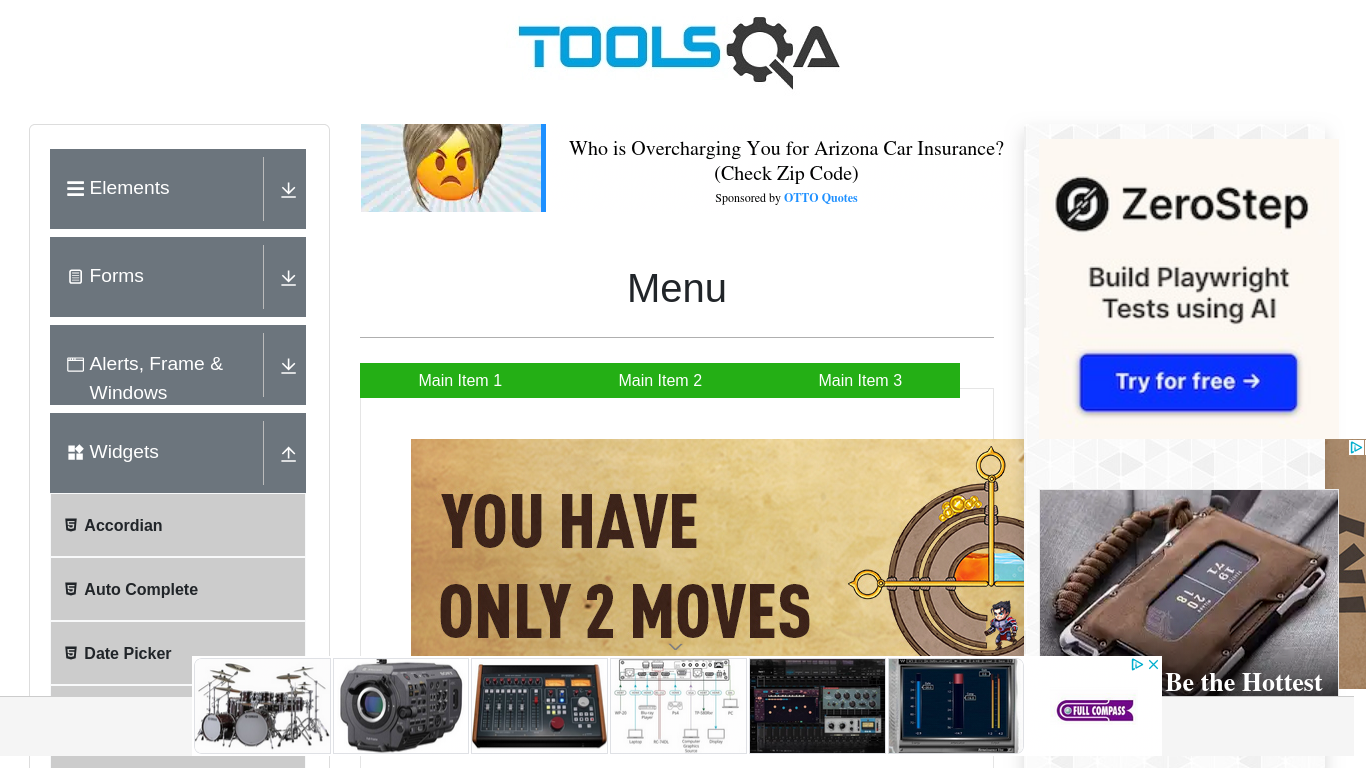 TOOLSQA
Elements
Forms
Alerts, Frame &
Windows
Widgets
Accordian
Auto Complete
Date Picker
Who is Overcharging You for Arizona Car Insurance?
(Check Zip Code)
Sponsored by OTTO Quotes
Menu
Main Item 1
Main Item 2
Main Item 3
YOU HAVE
ONLY 2 MOVES
ZeroStep
Build Playwright
Tests using AI
Try for free →
Be the Hottest
FULL COMPASS